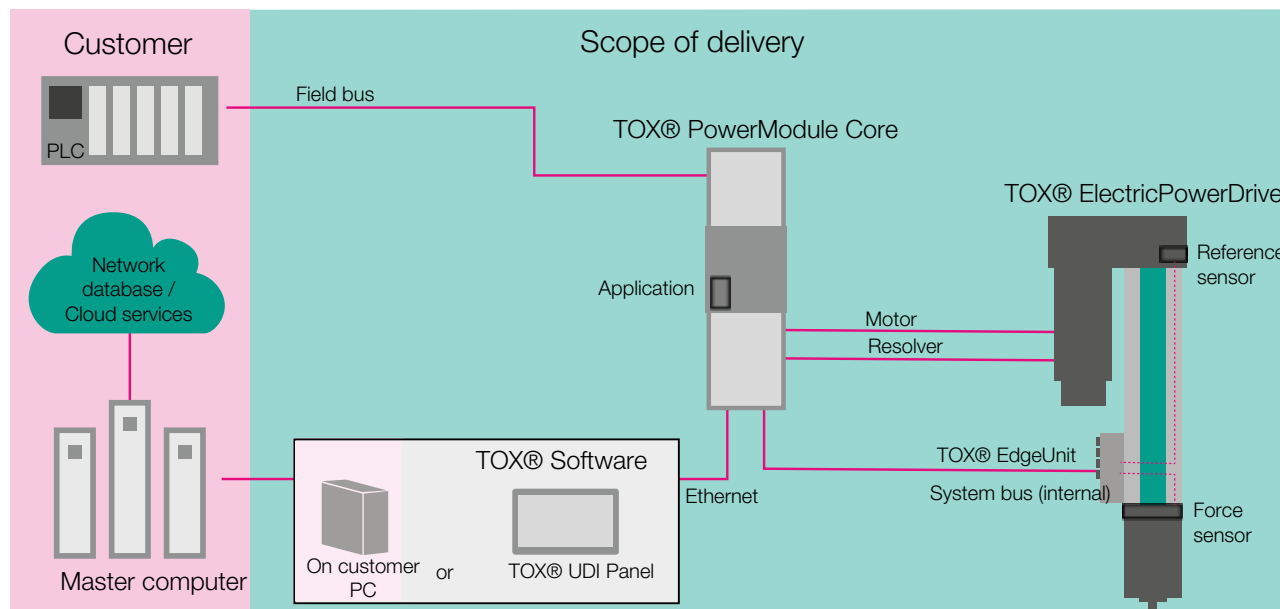 Customer
Scope of delivery
PLC
Field bus
TOX® PowerModule Core
TOX® ElectricPowerDrive
Network
database /
Cloud services
Application
Reference
sensor
Motor
Resolver
TOX® EdgeUnit
System bus (internal)
Force
sensor
TOX® Software
Ethernet
On customer
PC
or
TOX® UDI Panel
Master computer